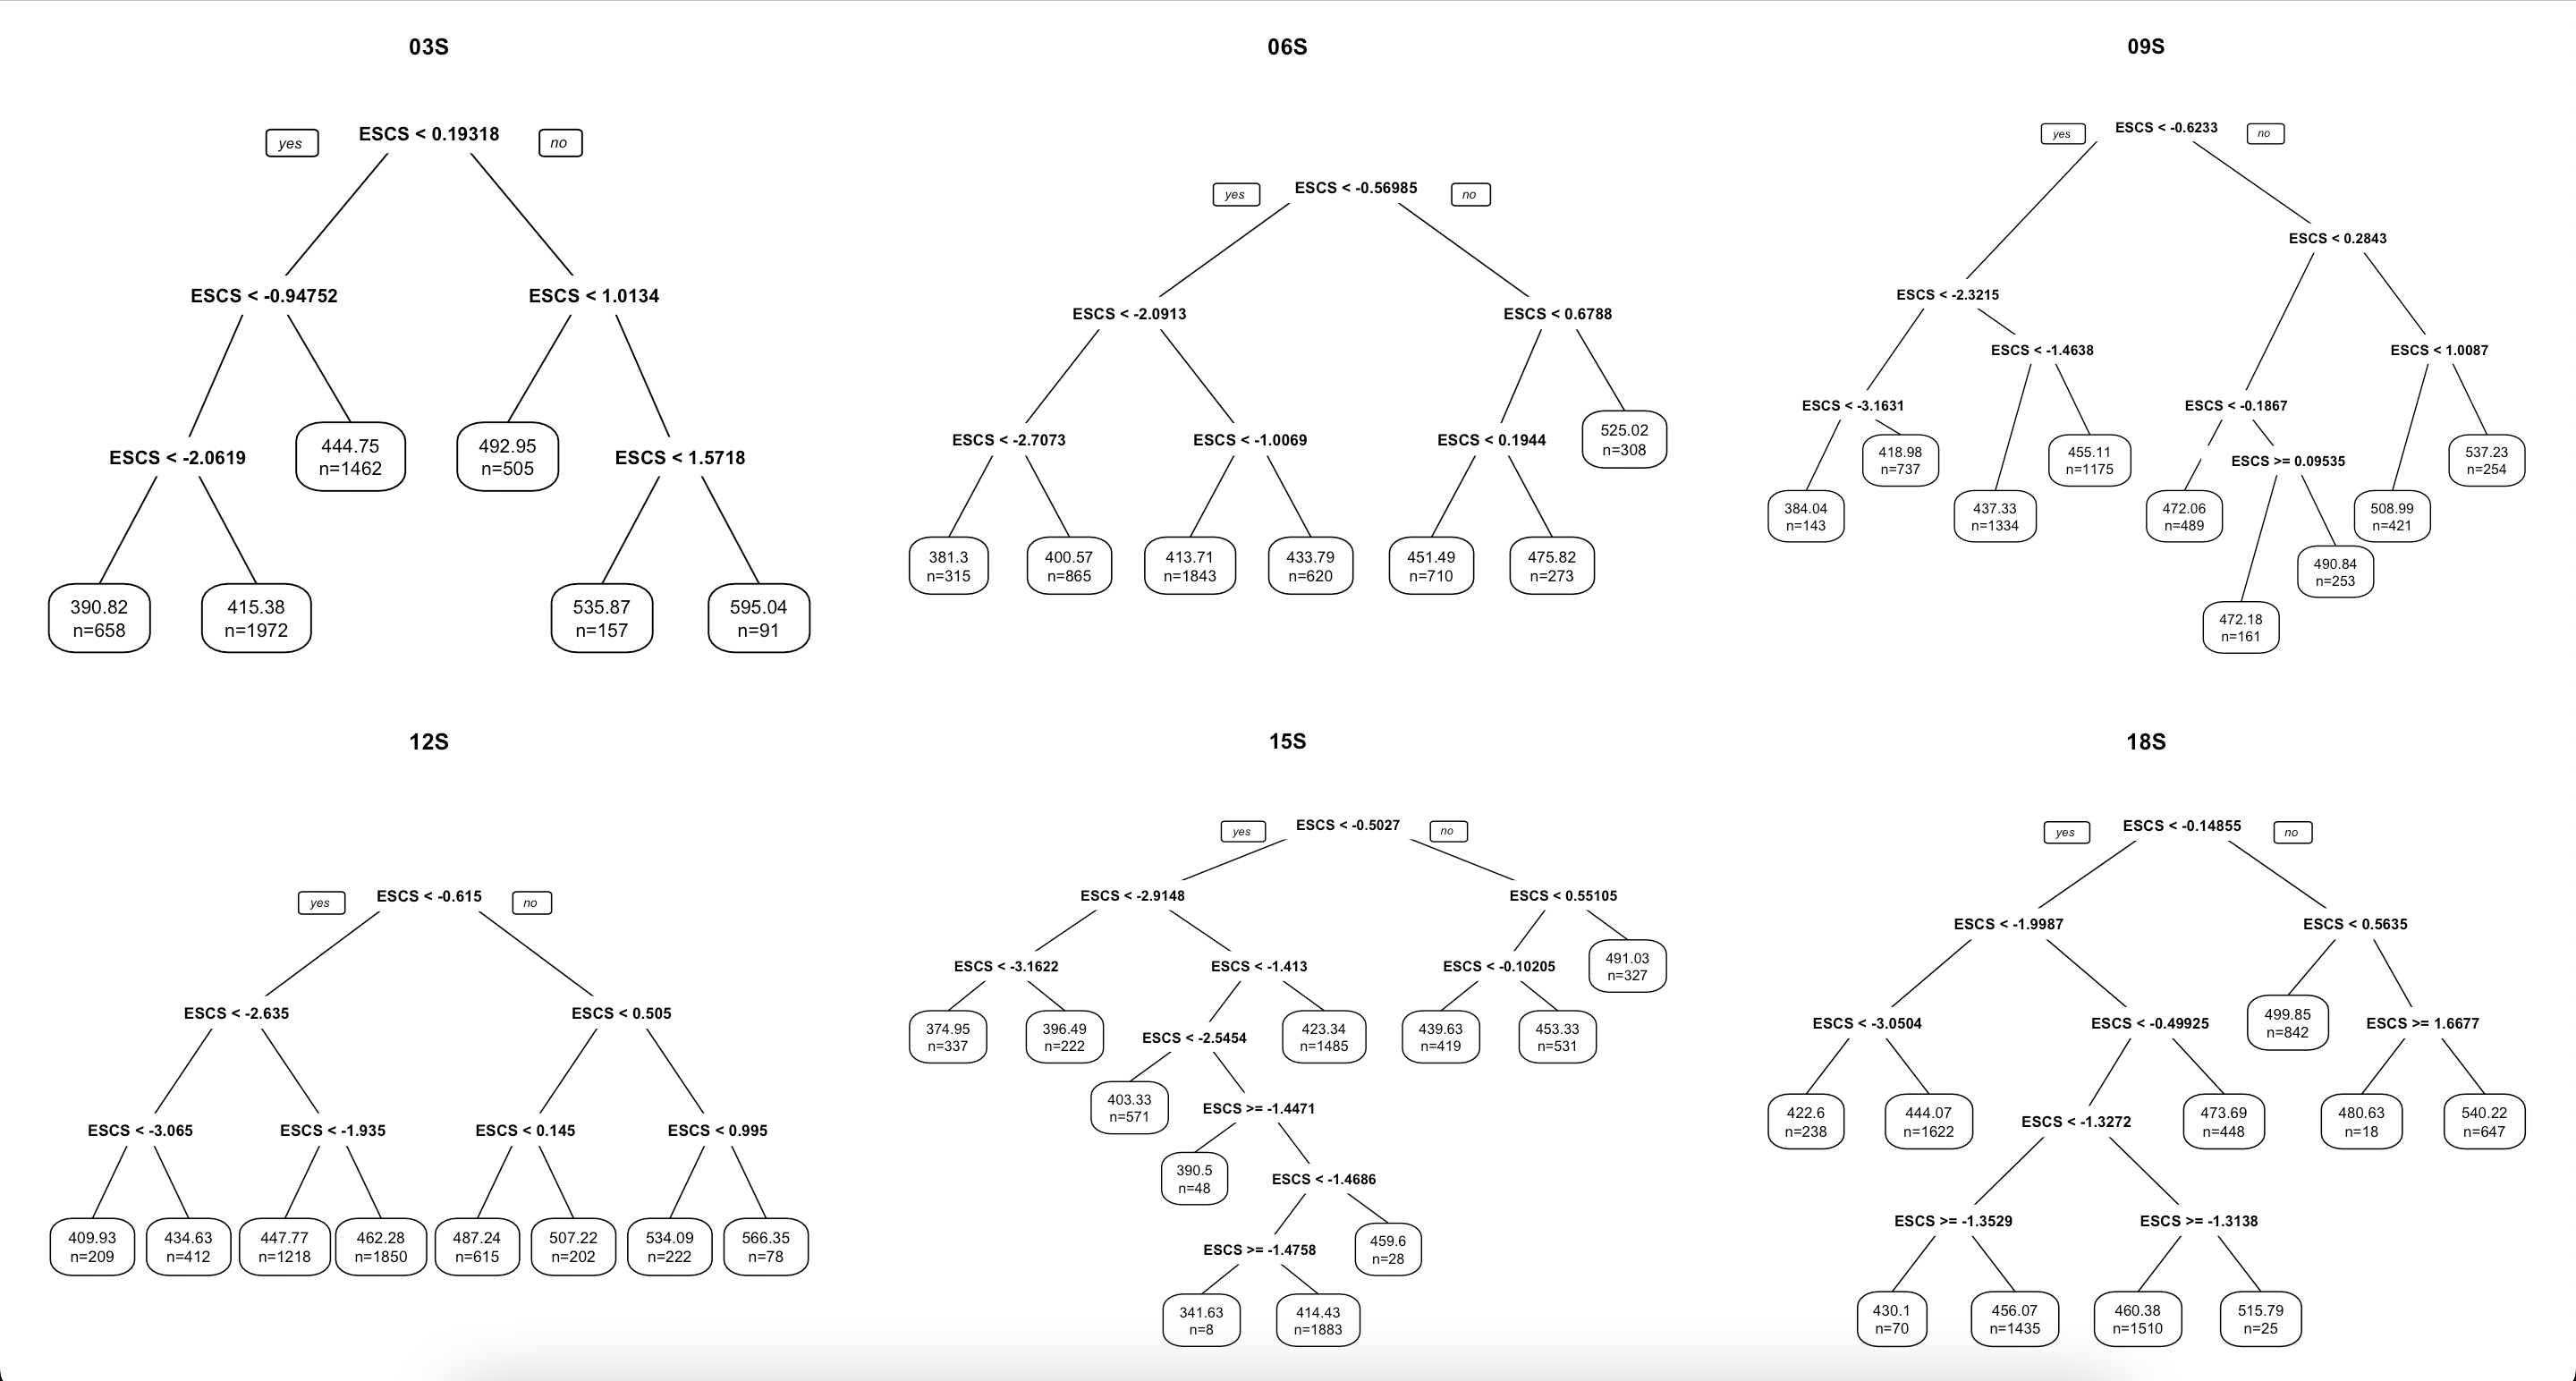 03S
yes
ESCS < 0.19318
no
ESCS < -0.94752
ESCS < 1.0134
ESCS < -2.0619
444.75
n=1462
492.95
n=505
ESCS < 1.5718
390.82
n=658
415.38
n=1972
535.87
n=157
595.04
n=91
06S
yes
ESCS < -0.56985
no
ESCS < -2.0913
ESCS < 0.6788
ESCS < -2.7073
ESCS < -1.0069
ESCS < 0.1944
525.02
n=308
381.3
n=315
400.57
n=865
413.71
n=1843
433.79
n=620
451.49
n=710
475.82
n=273
09S
yes
ESCS < -0.6233
no
ESCS < 0.2843
ESCS < -2.3215
ESCS < -1.4638
ESCS < 1.0087
ESCS < -3.1631
ESCS < -0.1867
418.98
n=737
455.11
n=1175
ESCS >= 0.09535
537.23
n=254
384.04
n=143
437.33
n=1334
472.06
n=489
508.99
n=421
490.84
n=253
472.18
n=161
12S
yes
ESCS < -0.615
no
ESCS < -2.635
ESCS < 0.505
ESCS < -3.065
ESCS < -1.935
ESCS < 0.145
ESCS < 0.995
409.93
n=209
434.63
n=412
447.77
n=1218
462.28
n=1850
487.24
n=615
507.22
n=202
534.09
n=222
566.35
n=78
15S
yes
ESCS < -0.5027
no
ESCS < -2.9148
ESCS < 0.55105
ESCS < -3.1622
ESCS < -1.413
ESCS < -0.10205
491.03
n=327
374.95
n=337
396.49
n=222
ESCS < -2.5454
423.34
n=1485
439.63
n=419
453.33
n=531
403.33
n=571
ESCS >= -1.4471
390.5
n=48
ESCS < -1.4686
ESCS >= -1.4758
459.6
n=28
341.63
n=8
414.43
n=1883
18S
yes
ESCS < -0.14855
no
ESCS < -1.9987
ESCS < 0.5635
ESCS < -3.0504
ESCS < -0.49925
499.85
n=842
ESCS >= 1.6677
422.6
n=238
444.07
n=1622
ESCS < -1.3272
473.69
n=448
480.63
n=18
540.22
n=647
ESCS >= -1.3529
ESCS >= -1.3138
430.1
n=70
456.07
n=1435
460.38
n=1510
515.79
n=25